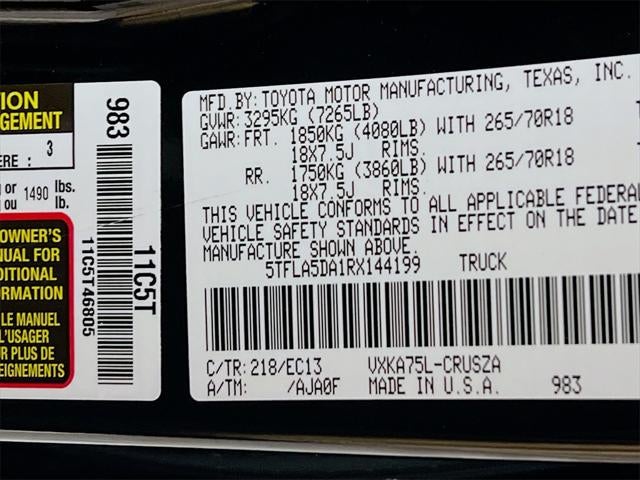 TION
GEMENT
ERE : 3
g or 1490 lbs.
g ou lb.
OWNER'S
NUAL FOR
DITIONAL
ORMATION
LE MANUEL
L'USAGER
UR PLUS DE
EIGNEMENTS
983
11C5T
11C5T46805
MFD.BY:TOYOTA MOTOR MANUFACTURING, TEXAS, INC.
GVWR:3295KG (7265LB)
GAWR:FRT. 1850KG (4080LB) WITH 265/70R18
18X7.5J RIMS.
RR. 1750KG (3860LB) WITH 265/70R18
18X7.5J RIMS.
THIS VEHICLE CONFORMS TO ALL APPLICABLE FEDERA
VEHICLE SAFETY STANDARDS IN EFFECT ON THE DATE
MANUFACTURE SHOWN ABOVE.
5TFLA5DA1RX144199 TRUCK
C/TR:218/EC13 VXKA75L-CRUSZA
A/TM: /AJA0F MADE IN U.S.A. 983